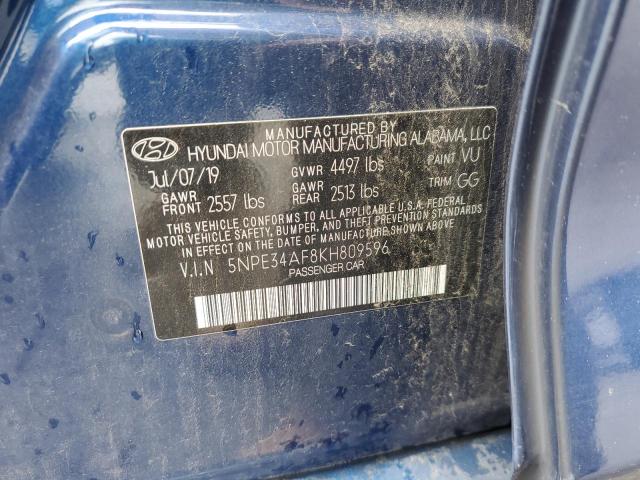 MANUFACTURED BY
HYUNDAI MOTOR MANUFACTURING ALABAMA, LLC
Jul/07/19 GVWR 4497 lbs PAINT VU
GAWR FRONT 2557 lbs GAWR REAR 2513 lbs TRIM GG
THIS VEHICLE CONFORMS TO ALL APPLICABLE U.S.A. FEDERAL
MOTOR VEHICLE SAFETY, BUMPER, AND THEFT PREVENTION STANDARDS
IN EFFECT ON THE DATE OF MANUFACTURE SHOWN ABOVE.
V.I.N 5NPE34AF8KH809596
PASSENGER CAR